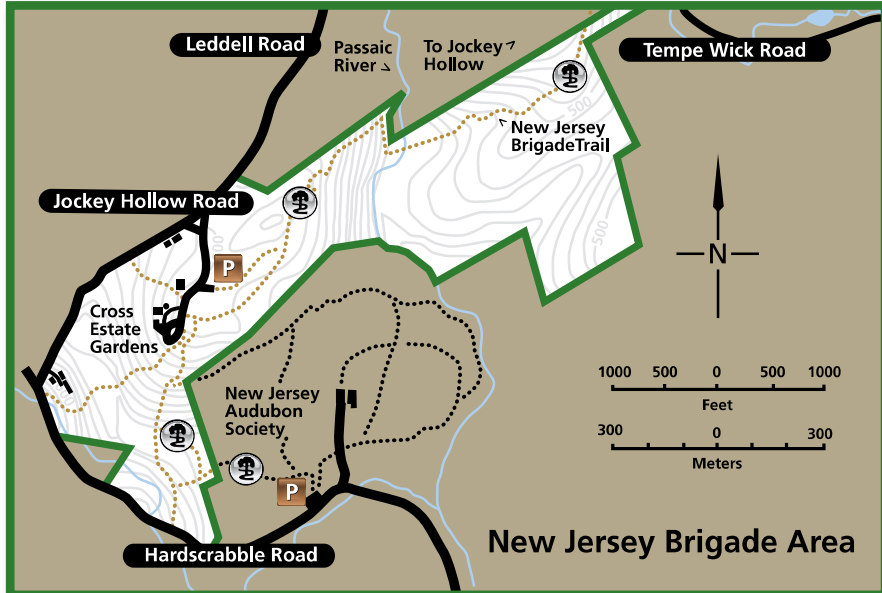 Leddell Road
Passaic
River
To Jockey
Hollow
Tempe Wick Road
500
New Jersey
BrigadeTrail
Jockey Hollow Road
500
500
P
N
Cross
Estate
Gardens
1000 500 0 500 1000
Feet
New Jersey
Audubon
Society
300 0 300
Meters
P
New Jersey Brigade Area
Hardscrabble Road